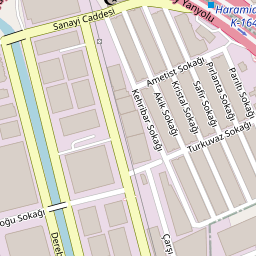 Sanayi Caddesi
Yanyolu
Haramid
K-164
Ametist Sokağı
Kehribar Sokağı
Akik Sokağı
Kristal Sokağı
Safir Sokağı
Pırlanta Sokağı
Parıltı Sokağı
Turkuvaz Sokağı
oğu Sokağı
Dereb
Çarşı